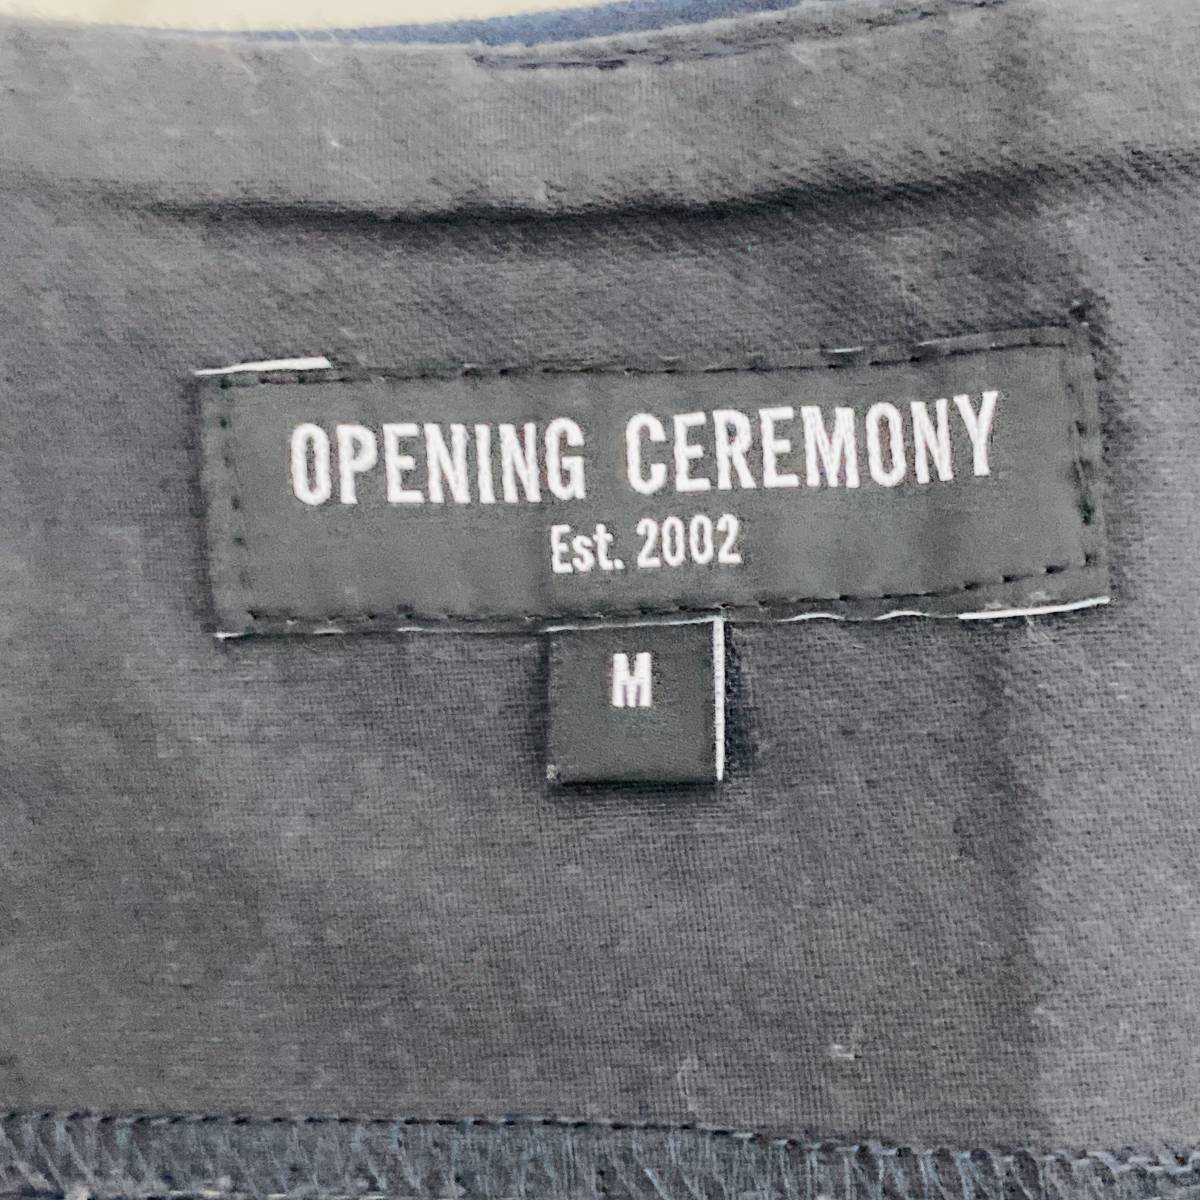 OPENING CEREMONY
Est. 2002
M